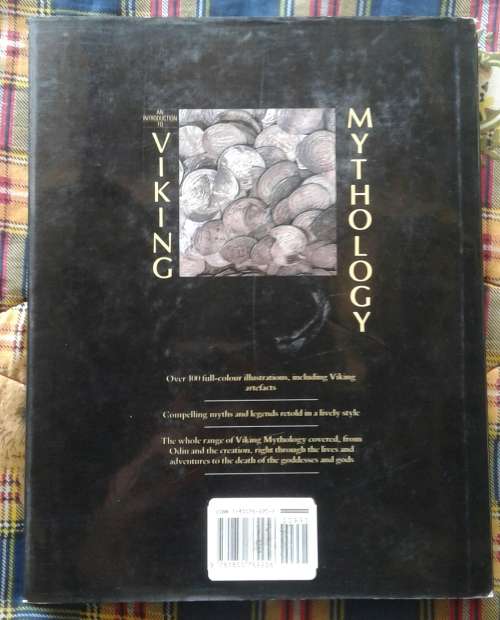 AN
INTRODUCTION
TO
VIKING
MYTHOLOGY
Over 100 full-colour illustrations, including Viking
artefacts
Compelling myths and legends retold in a lively style
The whole range of Viking Mythology covered, from
Odin and the creation, right through the lives and
adventures to the death of the goddesses and gods
ISBN